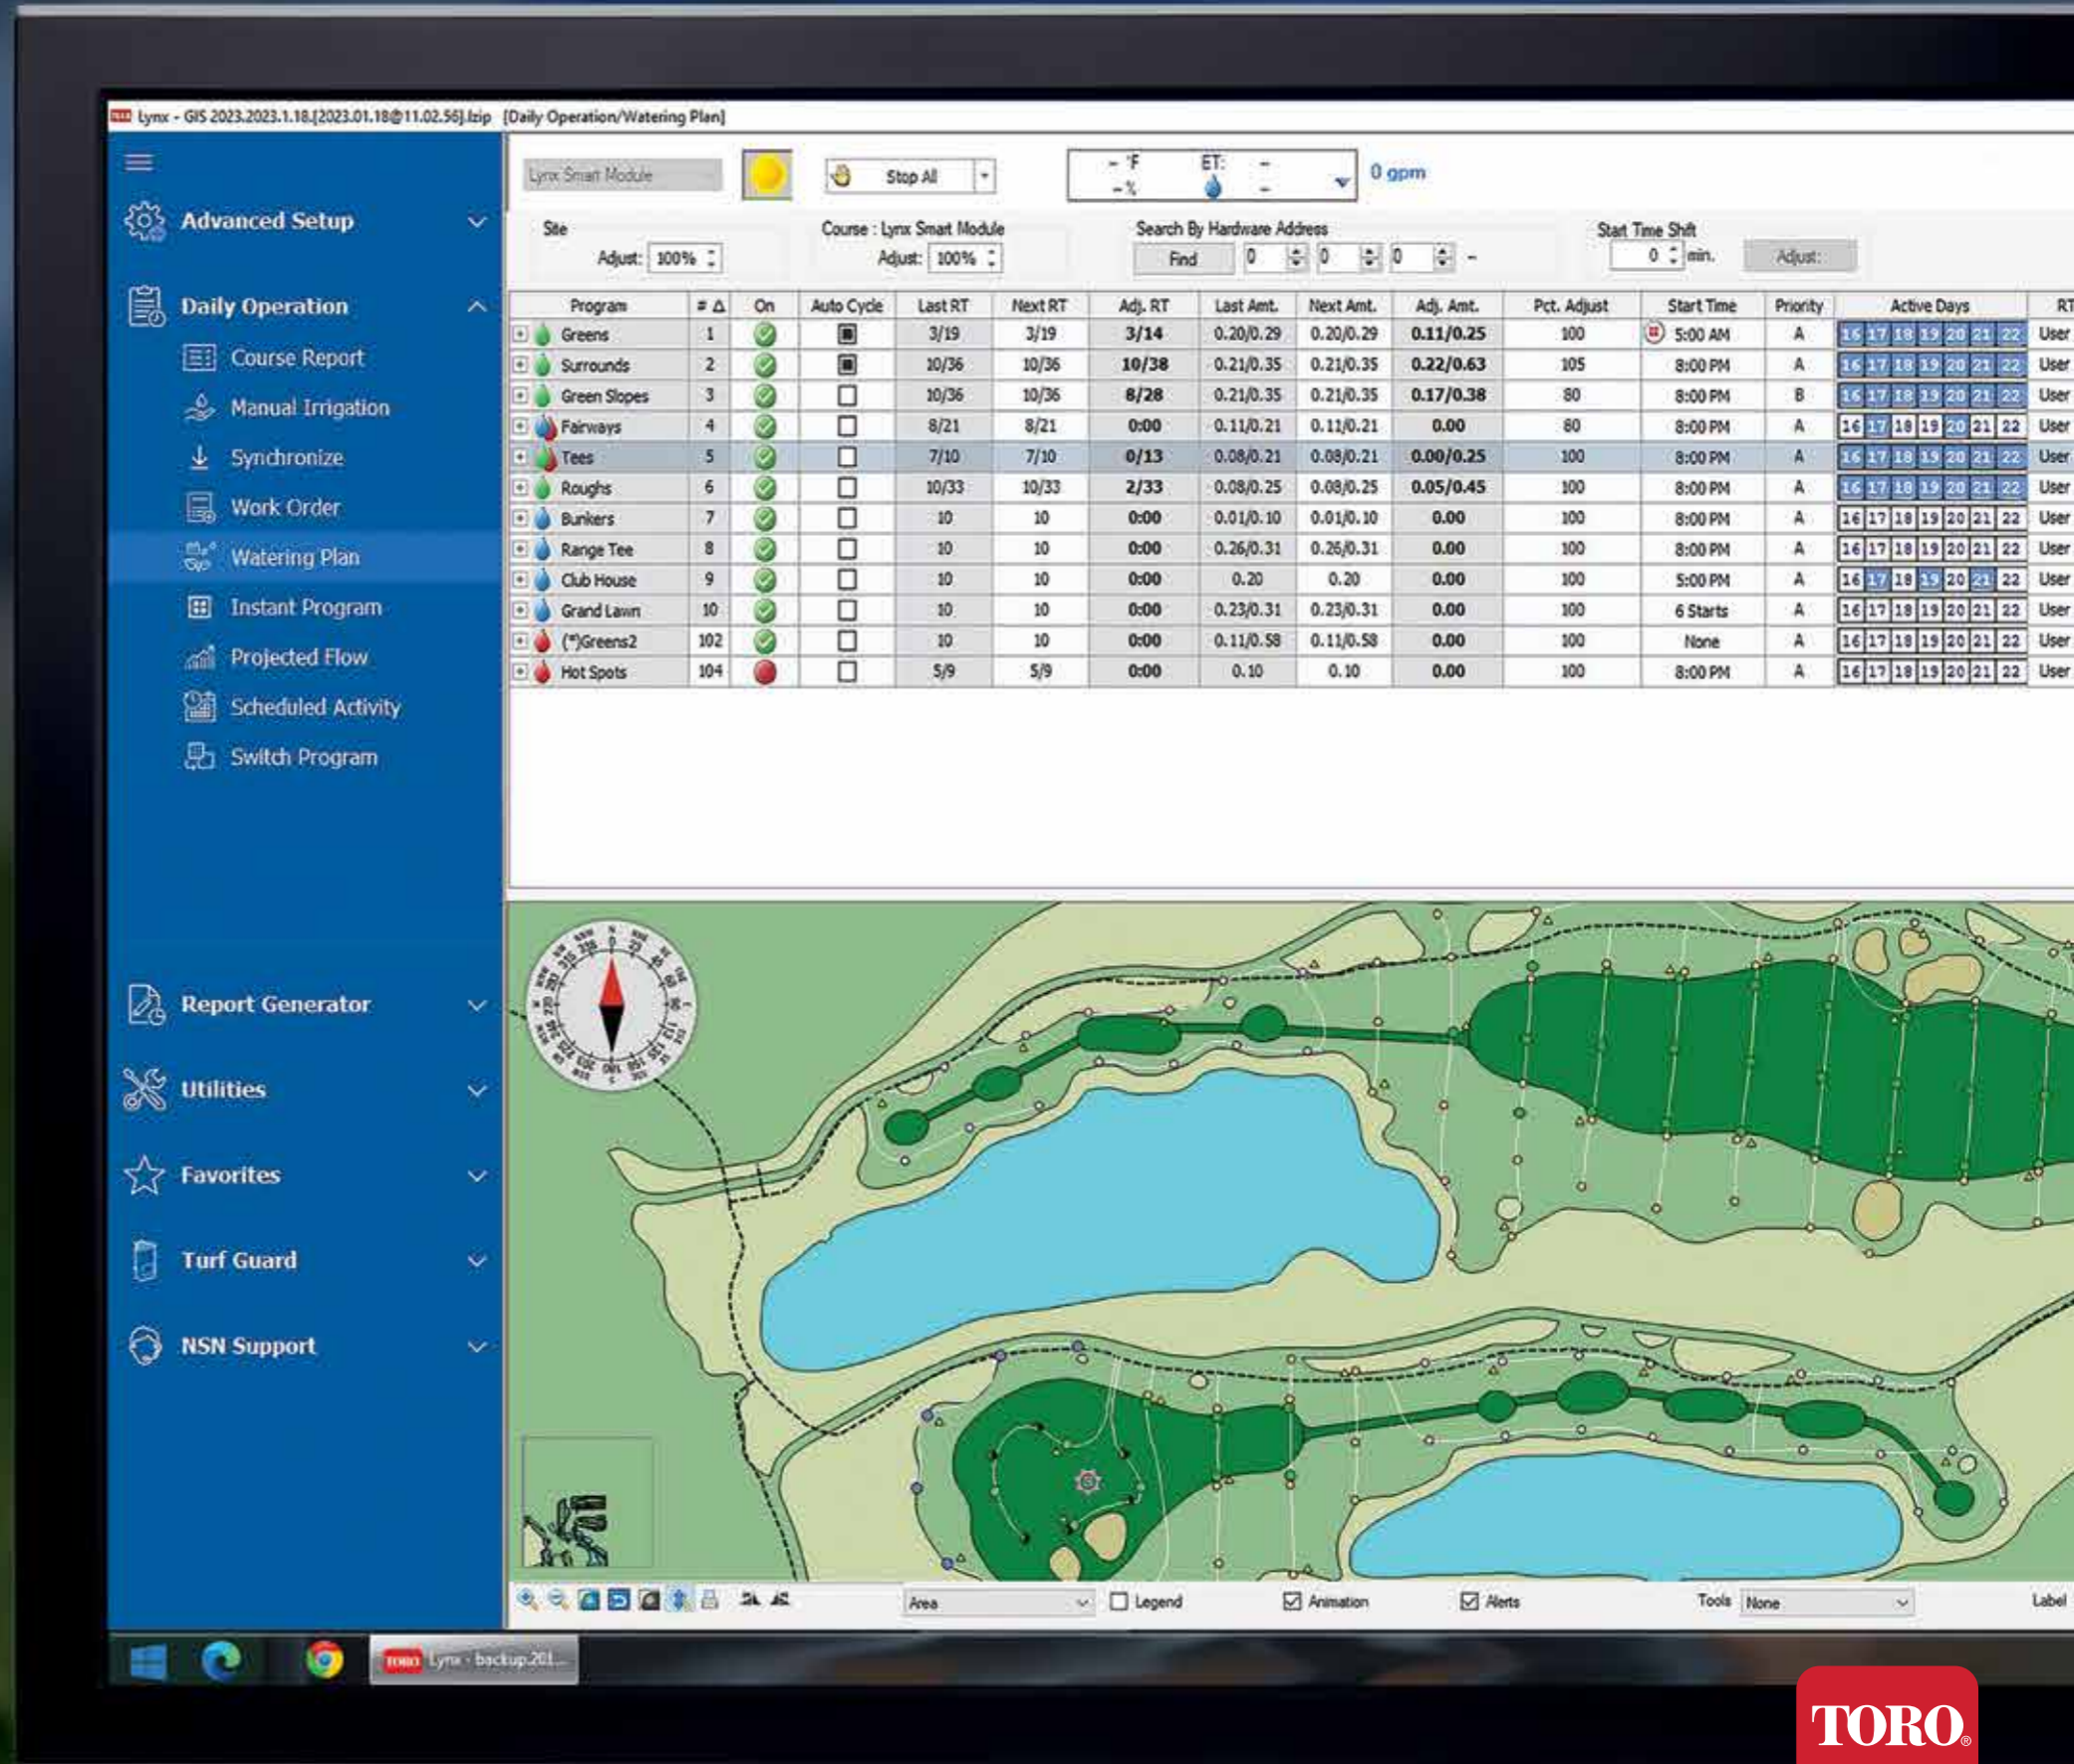 TORO Lynx - GIS 2023.2023.1.18.[2023.01.18@11.02.56].lzip [Daily Operation/Watering Plan]
Lynx Smart Module Stop All - °F ET: - 0 gpm
- % -
Site Course : Lynx Smart Module Search By Hardware Address Start Time Shift
Adjust: 100% Adjust: 100% Find 0 0 0 - 0 min. Adjust:
Advanced Setup
Daily Operation
Course Report
Manual Irrigation
Synchronize
Work Order
Watering Plan
Instant Program
Projected Flow
Scheduled Activity
Switch Program
Report Generator
Utilities
Favorites
Turf Guard
NSN Support
Program # Δ On Auto Cycle Last RT Next RT Adj. RT Last Amt. Next Amt. Adj. Amt. Pct. Adjust Start Time Priority Active Days RT
Greens 1 3/19 3/19 3/14 0.20/0.29 0.20/0.29 0.11/0.25 100 5:00 AM A 16 17 18 19 20 21 22 User
Surrounds 2 10/36 10/36 10/38 0.21/0.35 0.21/0.35 0.22/0.63 105 8:00 PM A 16 17 18 19 20 21 22 User
Green Slopes 3 10/36 10/36 8/28 0.21/0.35 0.21/0.35 0.17/0.38 80 8:00 PM B 16 17 18 19 20 21 22 User
Fairways 4 8/21 8/21 0:00 0.11/0.21 0.11/0.21 0.00 80 8:00 PM A 16 17 18 19 20 21 22 User
Tees 5 7/10 7/10 0/13 0.08/0.21 0.08/0.21 0.00/0.25 100 8:00 PM A 16 17 18 19 20 21 22 User
Roughs 6 10/33 10/33 2/33 0.08/0.25 0.08/0.25 0.05/0.45 100 8:00 PM A 16 17 18 19 20 21 22 User
Bunkers 7 10 10 0:00 0.01/0.10 0.01/0.10 0.00 100 8:00 PM A 16 17 18 19 20 21 22 User
Range Tee 8 10 10 0:00 0.26/0.31 0.26/0.31 0.00 100 8:00 PM A 16 17 18 19 20 21 22 User
Club House 9 10 10 0:00 0.20 0.20 0.00 100 5:00 PM A 16 17 18 19 20 21 22 User
Grand Lawn 10 10 10 0:00 0.23/0.31 0.23/0.31 0.00 100 6 Starts A 16 17 18 19 20 21 22 User
(*)Greens2 102 10 10 0:00 0.11/0.58 0.11/0.58 0.00 100 None A 16 17 18 19 20 21 22 User
Hot Spots 104 5/9 5/9 0:00 0.10 0.10 0.00 100 8:00 PM A 16 17 18 19 20 21 22 User
Area Legend Animation Alerts Tools None Label
TORO Lynx - backup.201...
TORO®